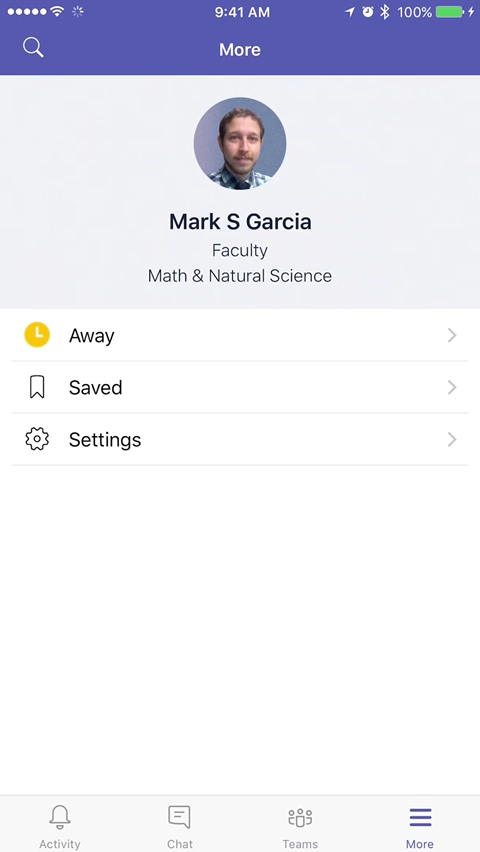 9:41 AM
100%
More
Mark S Garcia
Faculty
Math & Natural Science
Away
Saved
Settings
Activity
Chat
Teams
More